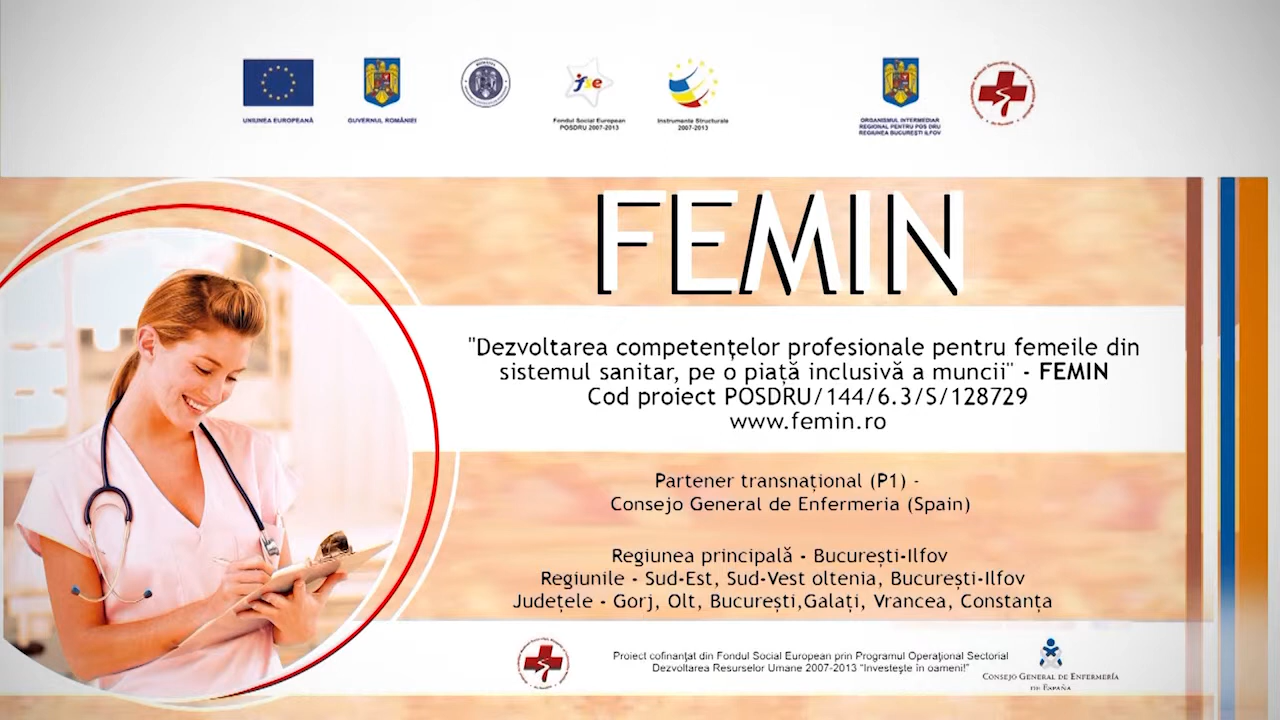 UNIUNEA EUROPEANĂ
GUVERNUL ROMÂNIEI
fse
Fondul Social European
POSDRU 2007-2013
Instrumente Structurale
2007-2013
ORGANISMUL INTERMEDIAR
REGIONAL PENTRU POS DRU
REGIUNEA BUCUREȘTI ILFOV
FEMIN
"Dezvoltarea competenţelor profesionale pentru femeile din
sistemul sanitar, pe o piață inclusivă a muncii" - FEMIN
Cod proiect POSDRU/144/6.3/S/128729
www.femin.ro
Partener transnațional (P1) -
Consejo General de Enfermeria (Spain)
Regiunea principală - București-Ilfov
Regiunile - Sud-Est, Sud-Vest oltenia, București-Ilfov
Județele - Gorj, Olt, București,Galați, Vrancea, Constanța
Proiect cofinanțat din Fondul Social European prin Programul Operațional Sectorial
Dezvoltarea Resurselor Umane 2007-2013 "Investește în oameni!"
CONSEJO GENERAL DE ENFERMERÍA
DE ESPAÑA